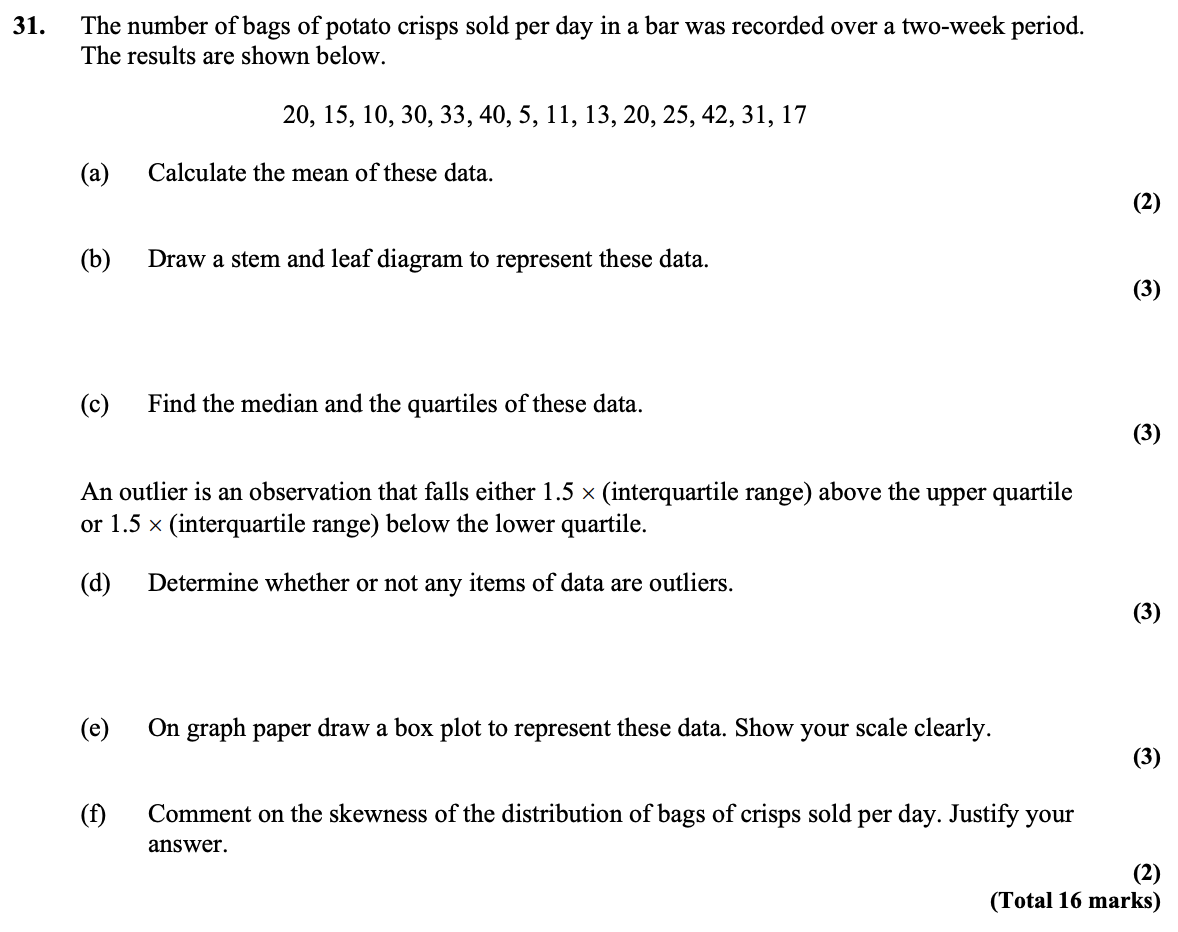 31. The number of bags of potato crisps sold per day in a bar was recorded over a two-week period.
The results are shown below.
20, 15, 10, 30, 33, 40, 5, 11, 13, 20, 25, 42, 31, 17
(a) Calculate the mean of these data.
(2)
(b) Draw a stem and leaf diagram to represent these data.
(3)
(c) Find the median and the quartiles of these data.
(3)
An outlier is an observation that falls either 1.5 × (interquartile range) above the upper quartile
or 1.5 × (interquartile range) below the lower quartile.
(d) Determine whether or not any items of data are outliers.
(3)
(e) On graph paper draw a box plot to represent these data. Show your scale clearly.
(3)
(f) Comment on the skewness of the distribution of bags of crisps sold per day. Justify your
answer.
(2)
(Total 16 marks)